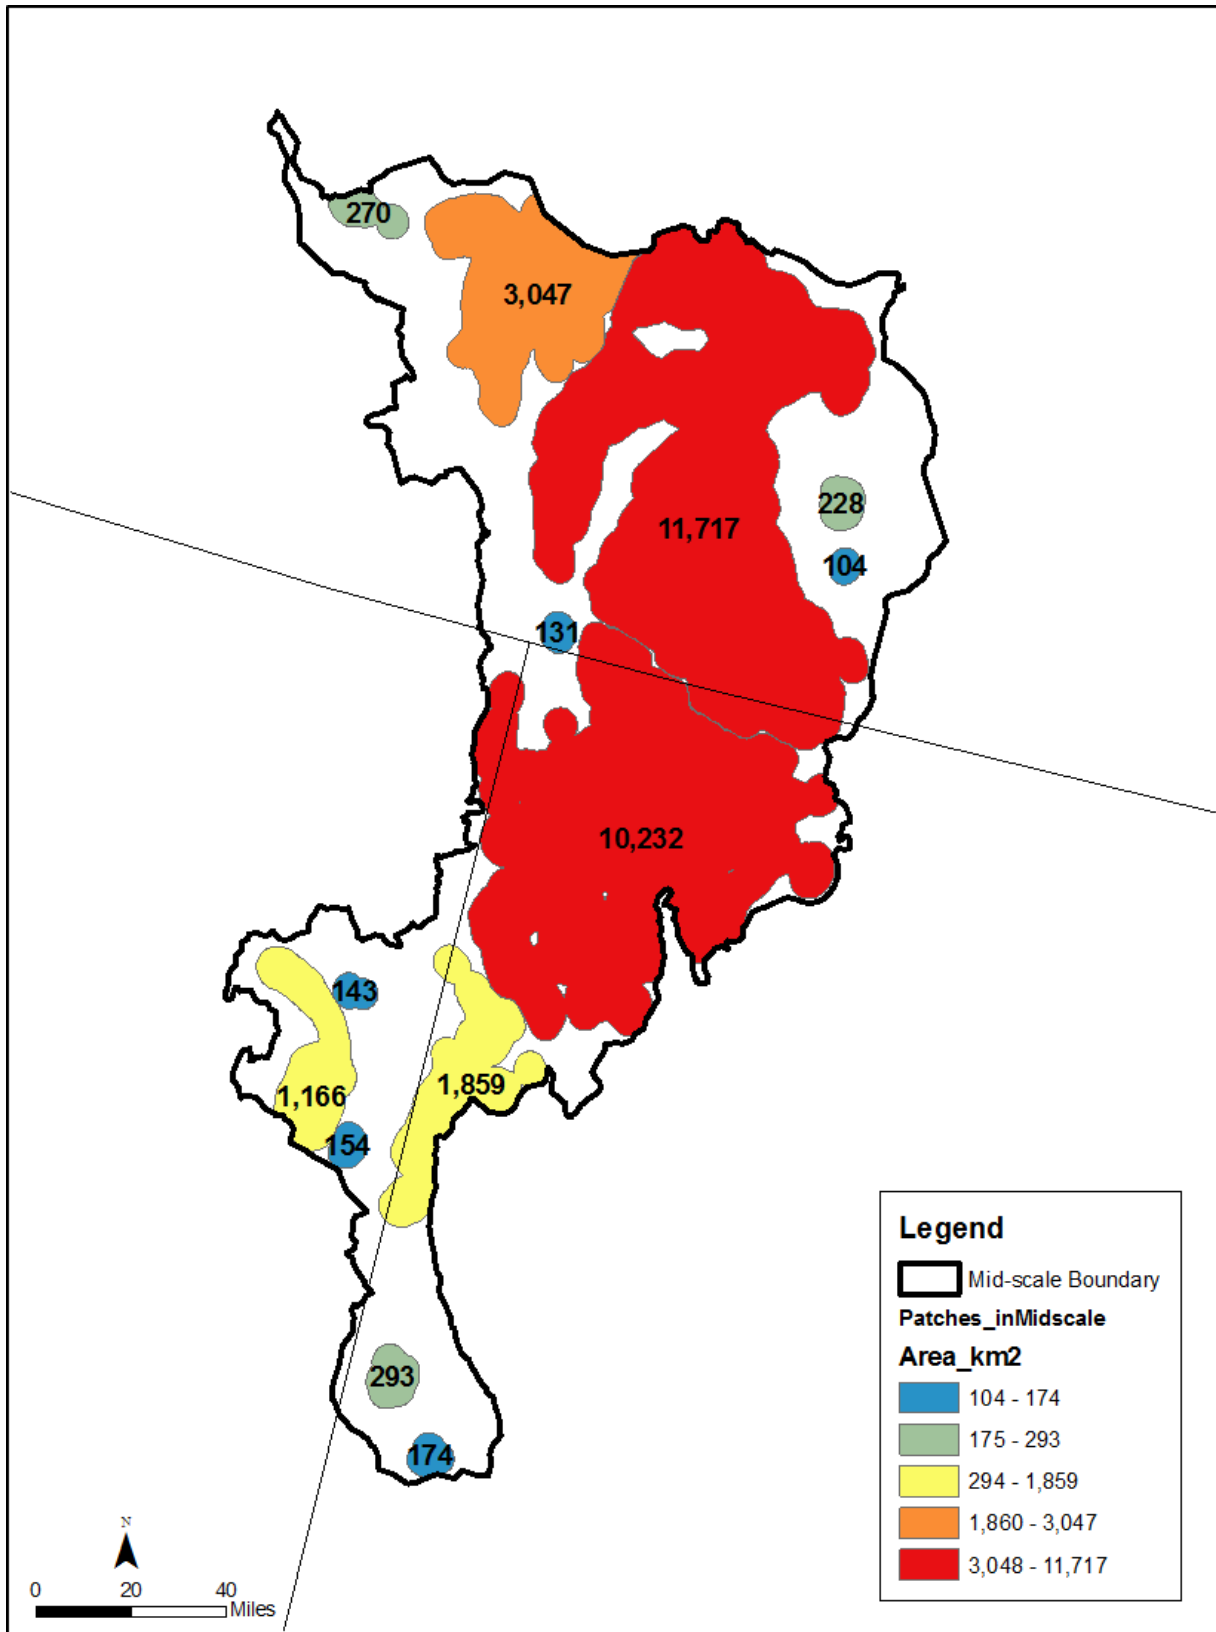 270
3,047
228
11,717
104
131
10,232
143
1,859
1,166
154
293
174
Legend
Mid-scale Boundary
Patches_inMidscale
Area_km2
104 - 174
175 - 293
294 - 1,859
1,860 - 3,047
3,048 - 11,717
N
0 20 40
Miles